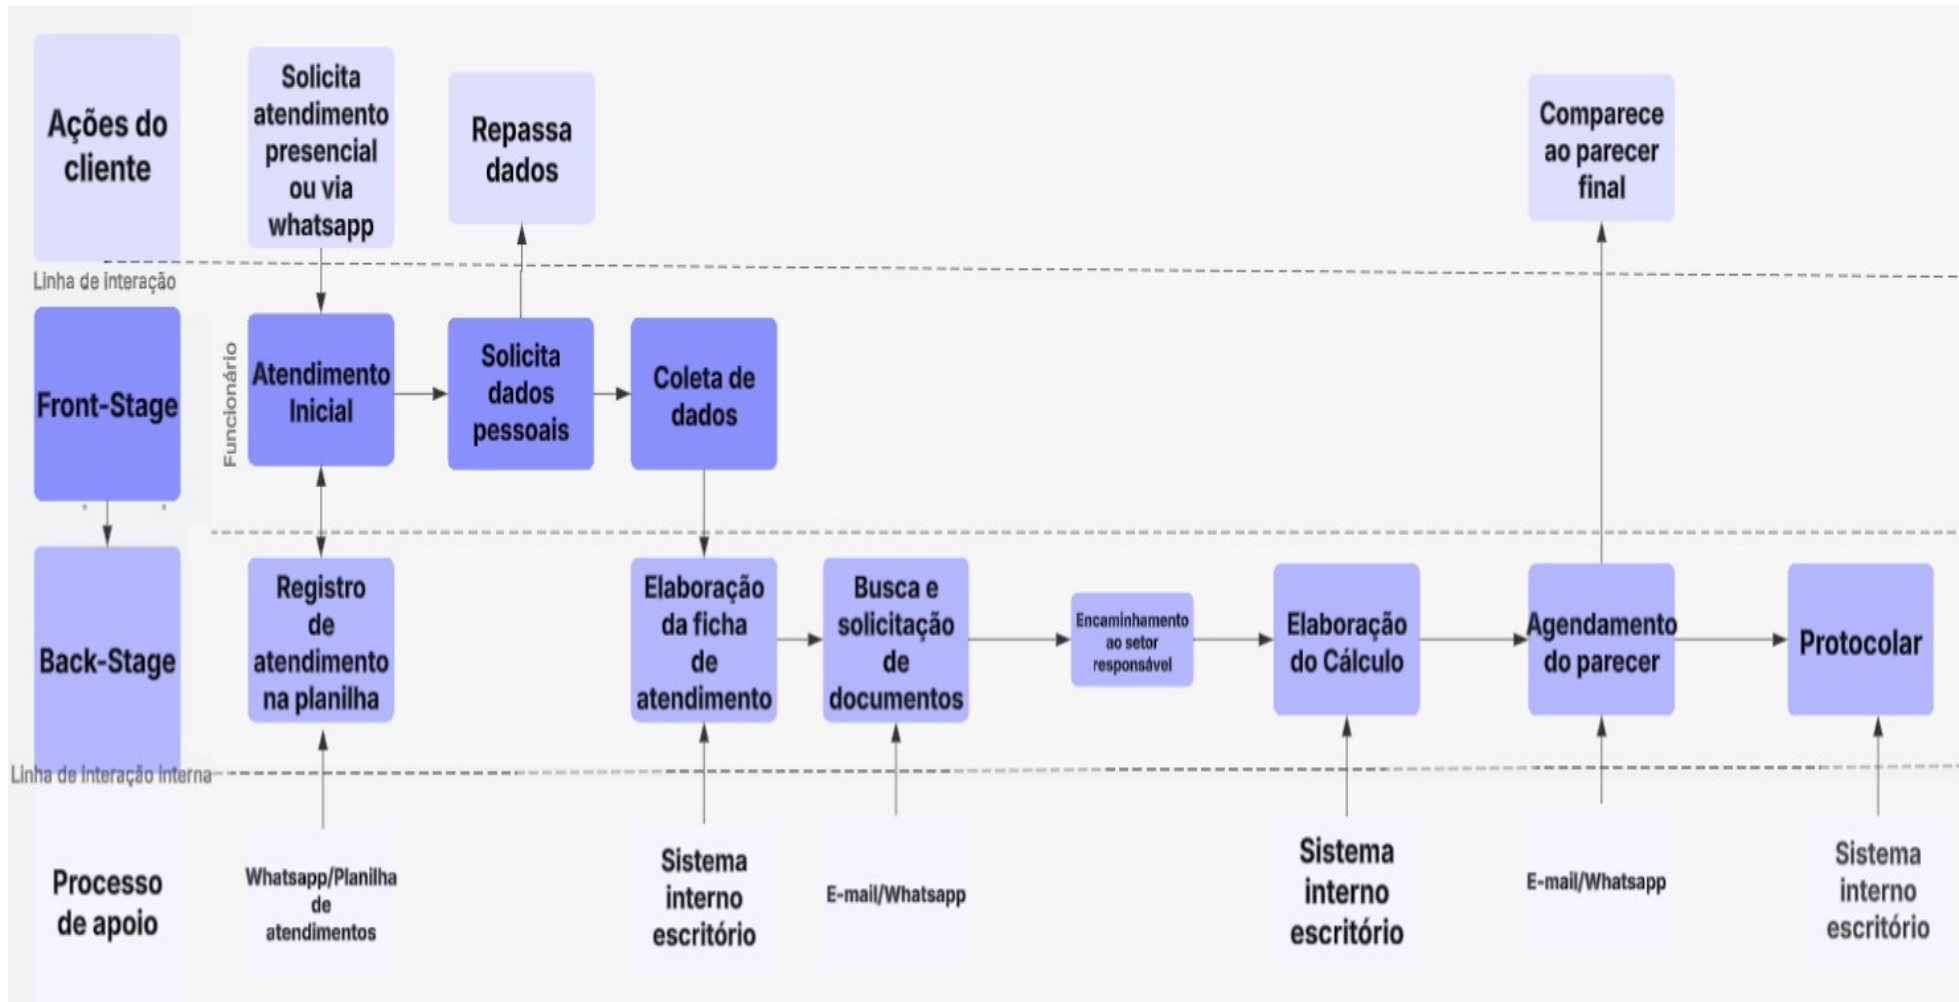 Ações do
cliente
Solicita
atendimento
presencial
ou via
whatsapp
Repassa
dados
Comparece
ao parecer
final
Linha de interação
Front-Stage
Funcionário
Atendimento
Inicial
Solicita
dados
pessoais
Coleta de
dados
Back-Stage
Registro
de
atendimento
na planilha
Elaboração
da ficha
de
atendimento
Busca e
solicitação
de
documentos
Encaminhamento
ao setor
responsável
Elaboração
do Cálculo
Agendamento
do parecer
Protocolar
Linha de interação interna
Processo
de apoio
Whatsapp/Planilha
de
atendimentos
Sistema
interno
escritório
E-mail/Whatsapp
Sistema
interno
escritório
E-mail/Whatsapp
Sistema
interno
escritório